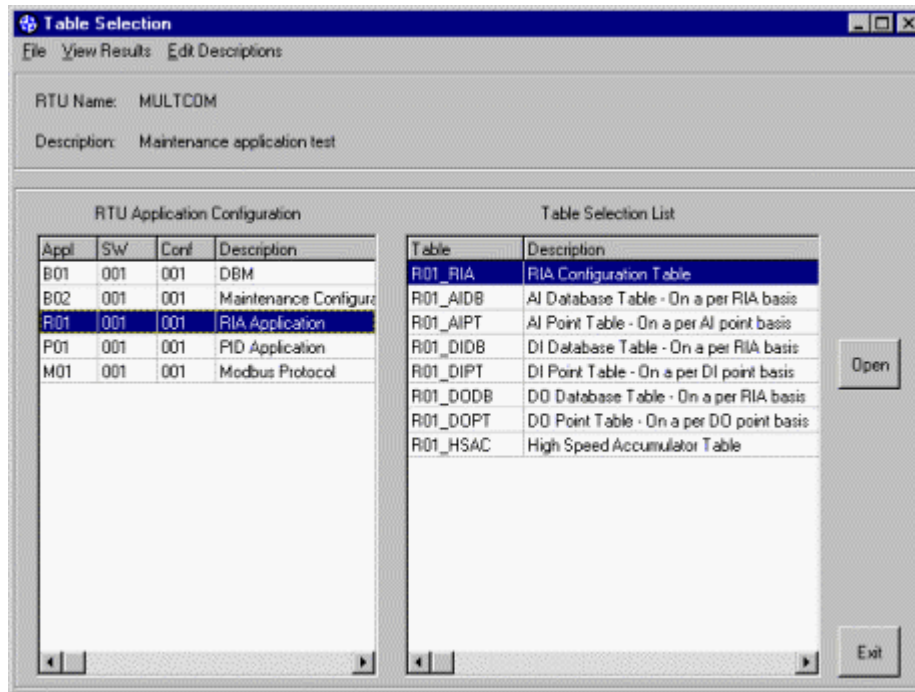 Table Selection
File View Results Edit Descriptions
RTU Name: MULTCOM
Description: Maintenance application test
RTU Application Configuration
Appl SW Conf Description
B01 001 001 DBM
B02 001 001 Maintenance Configura
R01 001 001 RIA Application
P01 001 001 PID Application
M01 001 001 Modbus Protocol
Table Selection List
Table Description
R01_RIA RIA Configuration Table
R01_AIDB AI Database Table - On a per RIA basis
R01_AIPT AI Point Table - On a per AI point basis
R01_DIDB DI Database Table - On a per RIA basis
R01_DIPT DI Point Table - On a per DI point basis
R01_DODB DO Database Table - On a per RIA basis
R01_DOPT DO Point Table - On a per DO point basis
R01_HSAC High Speed Accumulator Table
Open
Exit